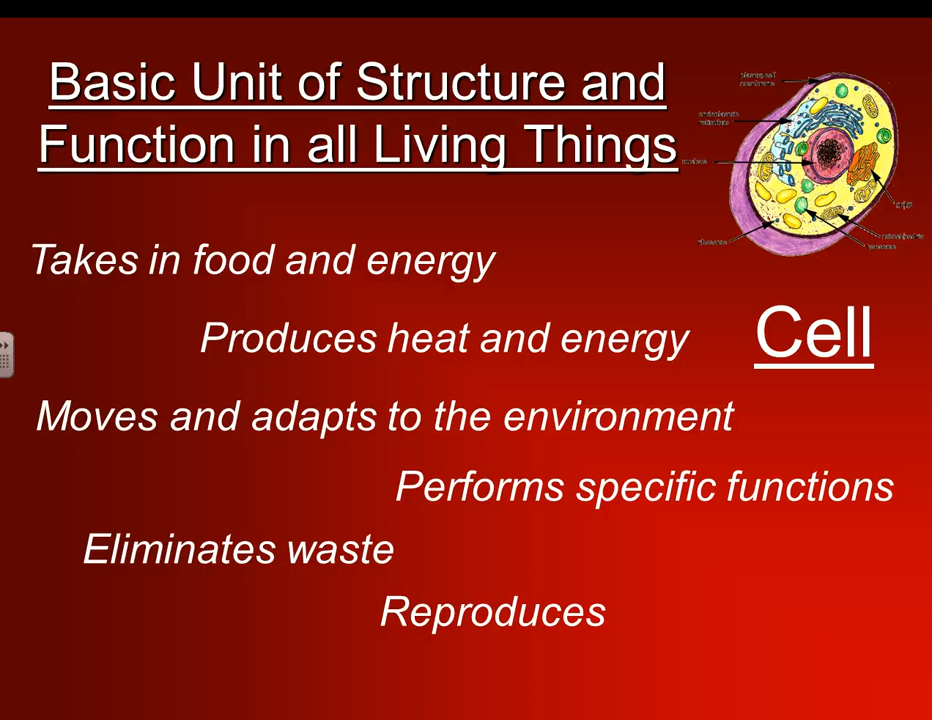 Basic Unit of Structure and
Function in all Living Things
Takes in food and energy
Produces heat and energy
Cell
Moves and adapts to the environment
Performs specific functions
Eliminates waste
Reproduces